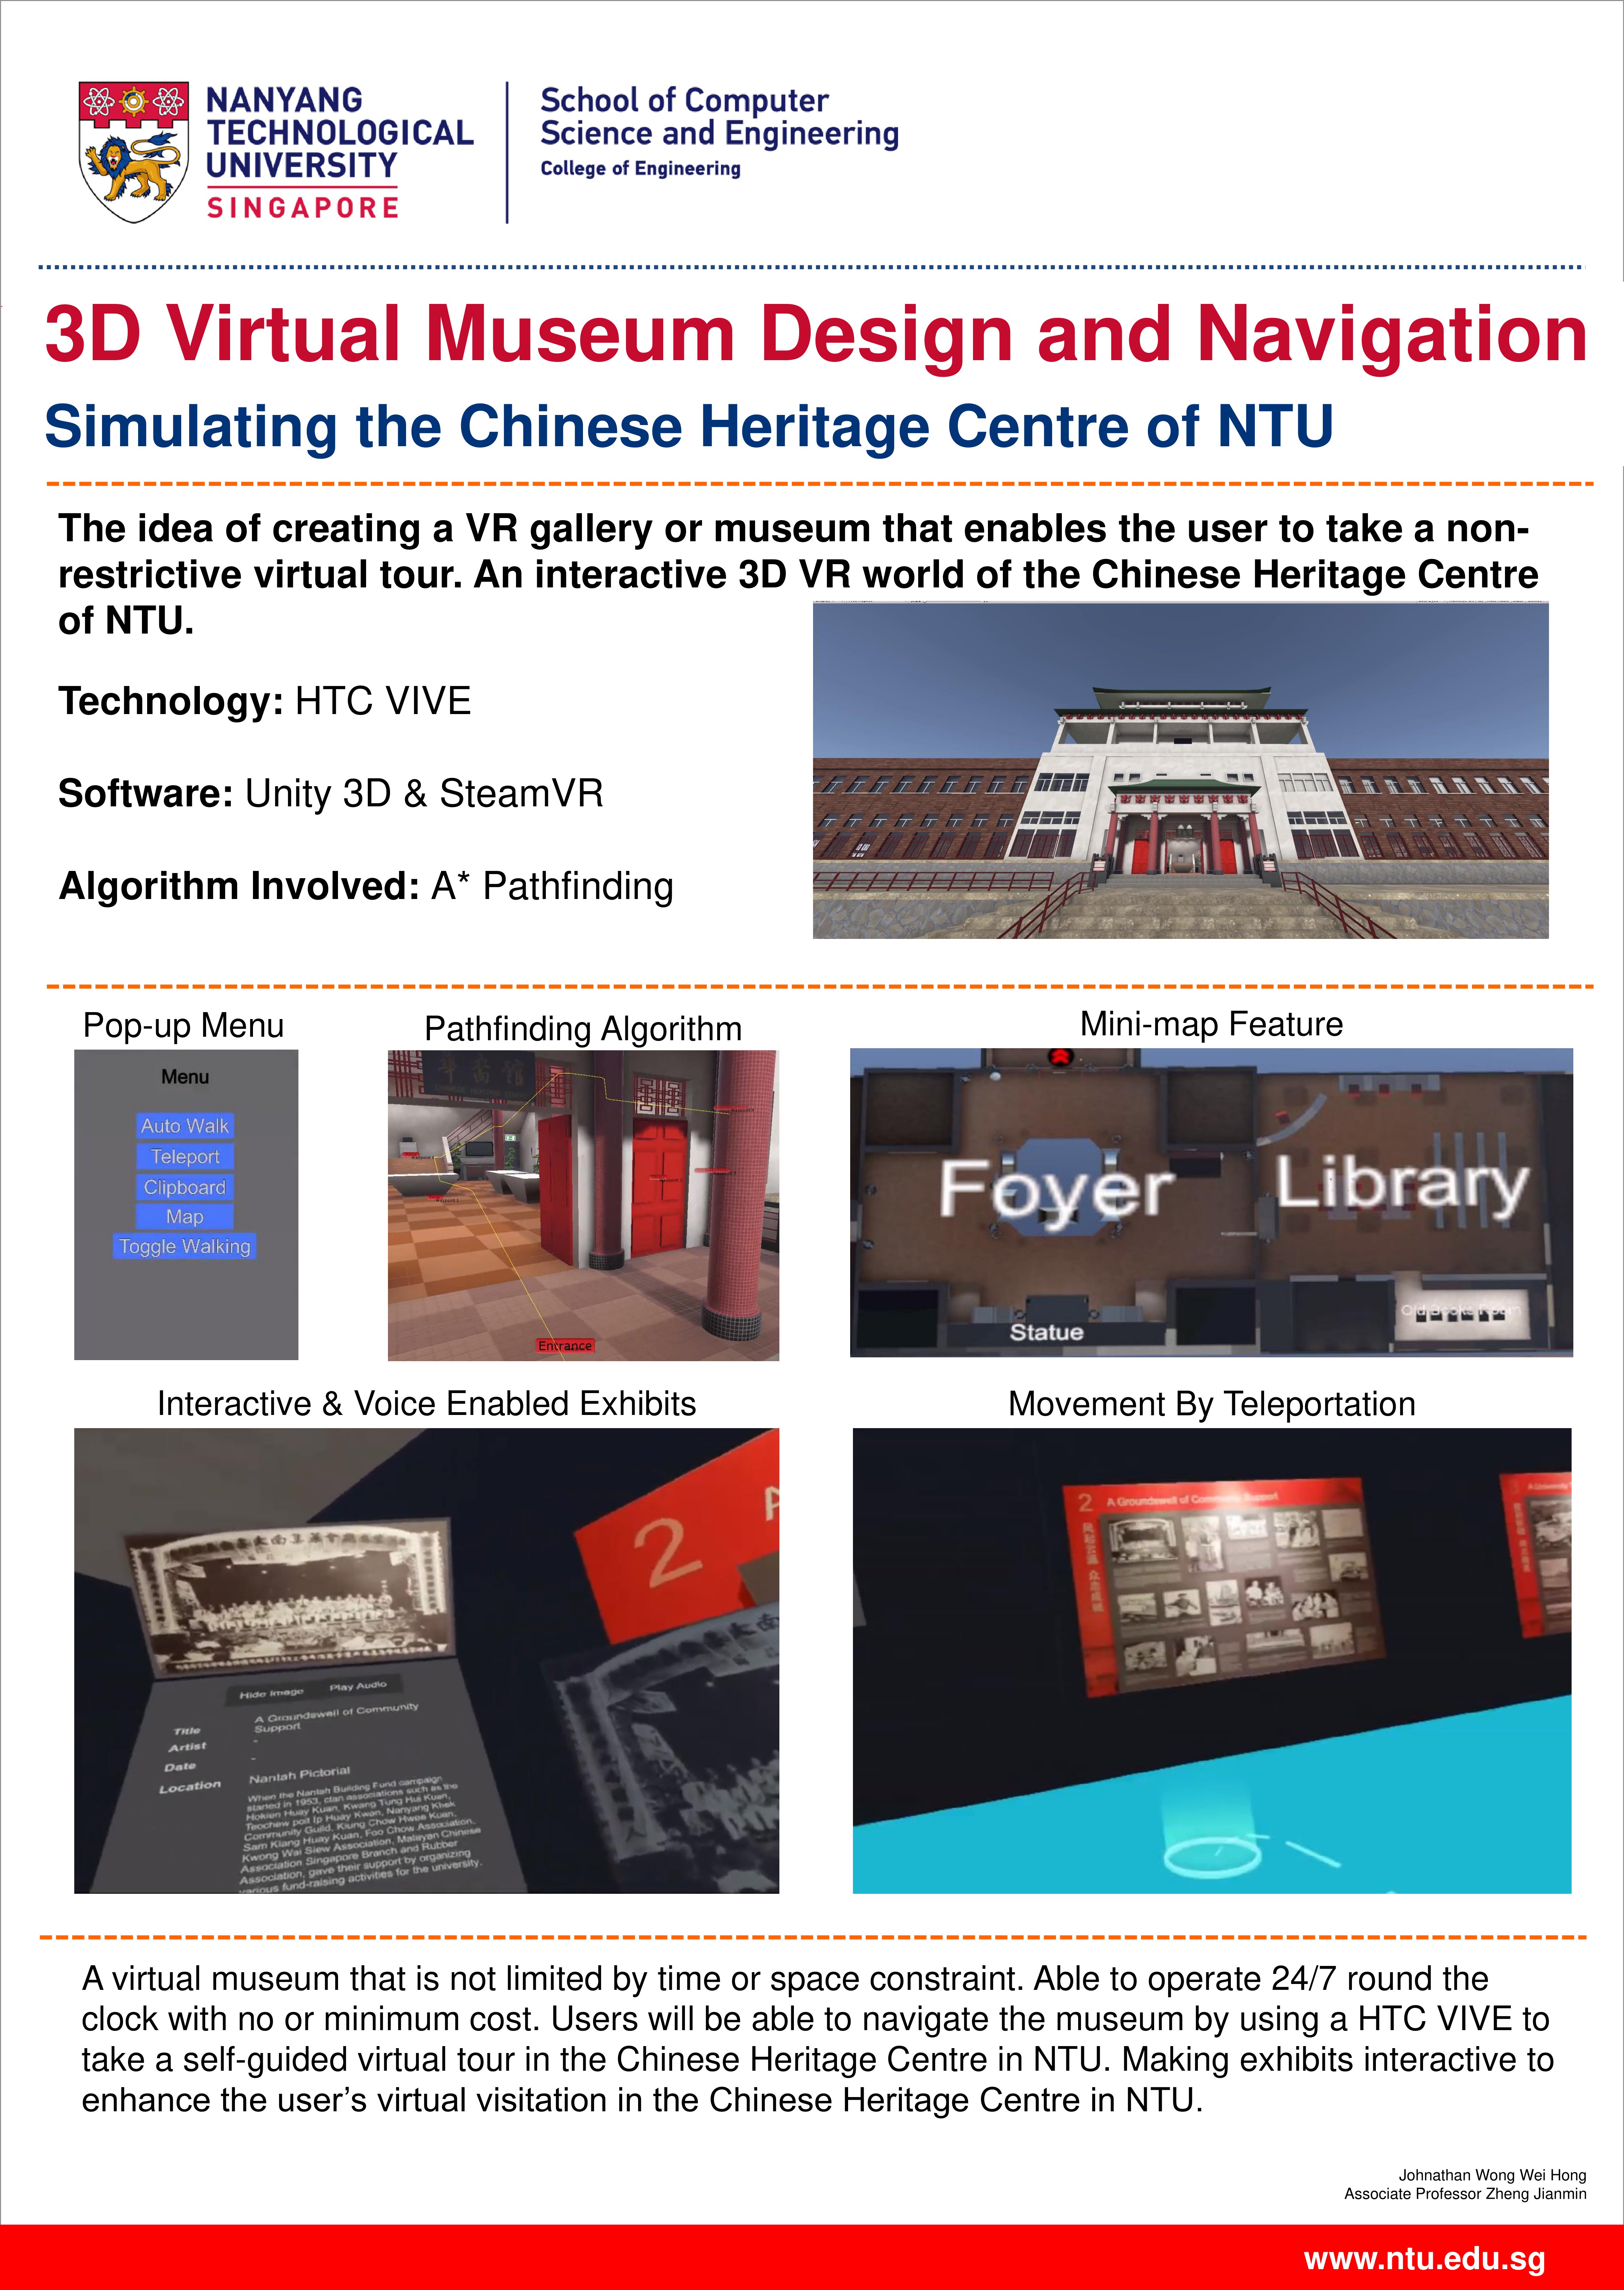 NANYANG
TECHNOLOGICAL
UNIVERSITY
SINGAPORE
School of Computer
Science and Engineering
College of Engineering
3D Virtual Museum Design and Navigation
Simulating the Chinese Heritage Centre of NTU
The idea of creating a VR gallery or museum that enables the user to take a non-
restrictive virtual tour. An interactive 3D VR world of the Chinese Heritage Centre
of NTU.
Technology: HTC VIVE
Software: Unity 3D & SteamVR
Algorithm Involved: A* Pathfinding
Pop-up Menu
Menu
Auto Walk
Teleport
Clipboard
Map
Toggle Walking
Pathfinding Algorithm
Entrance
Mini-map Feature
Foyer
Library
Statue
Old Books Room
Interactive & Voice Enabled Exhibits
2
Hide Image Play Audio
Title A Groundswell of Community
Support
Artist -
Date -
Location Nantah Pictorial
When the Nantah Building Fund campaign
started in 1953, clan associations such as the
Hokien Huay Kuan, Kwang Tung Hui Kuan,
Teochew poit Ip Huay Kwan, Nanyang Khek
Community Guild, Kiung Chow Hwee Kuan,
Sam Kiang Huay Kuan, Foo Chow Association,
Kwong Wai Siew Association, Malayan Chinese
Association Singapore Branch and Rubber
Association, gave their support by organizing
various fund-raising activities for the university.
Movement By Teleportation
2 A Groundswell of Community Support
A virtual museum that is not limited by time or space constraint. Able to operate 24/7 round the
clock with no or minimum cost. Users will be able to navigate the museum by using a HTC VIVE to
take a self-guided virtual tour in the Chinese Heritage Centre in NTU. Making exhibits interactive to
enhance the user’s virtual visitation in the Chinese Heritage Centre in NTU.
Johnathan Wong Wei Hong
Associate Professor Zheng Jianmin
www.ntu.edu.sg